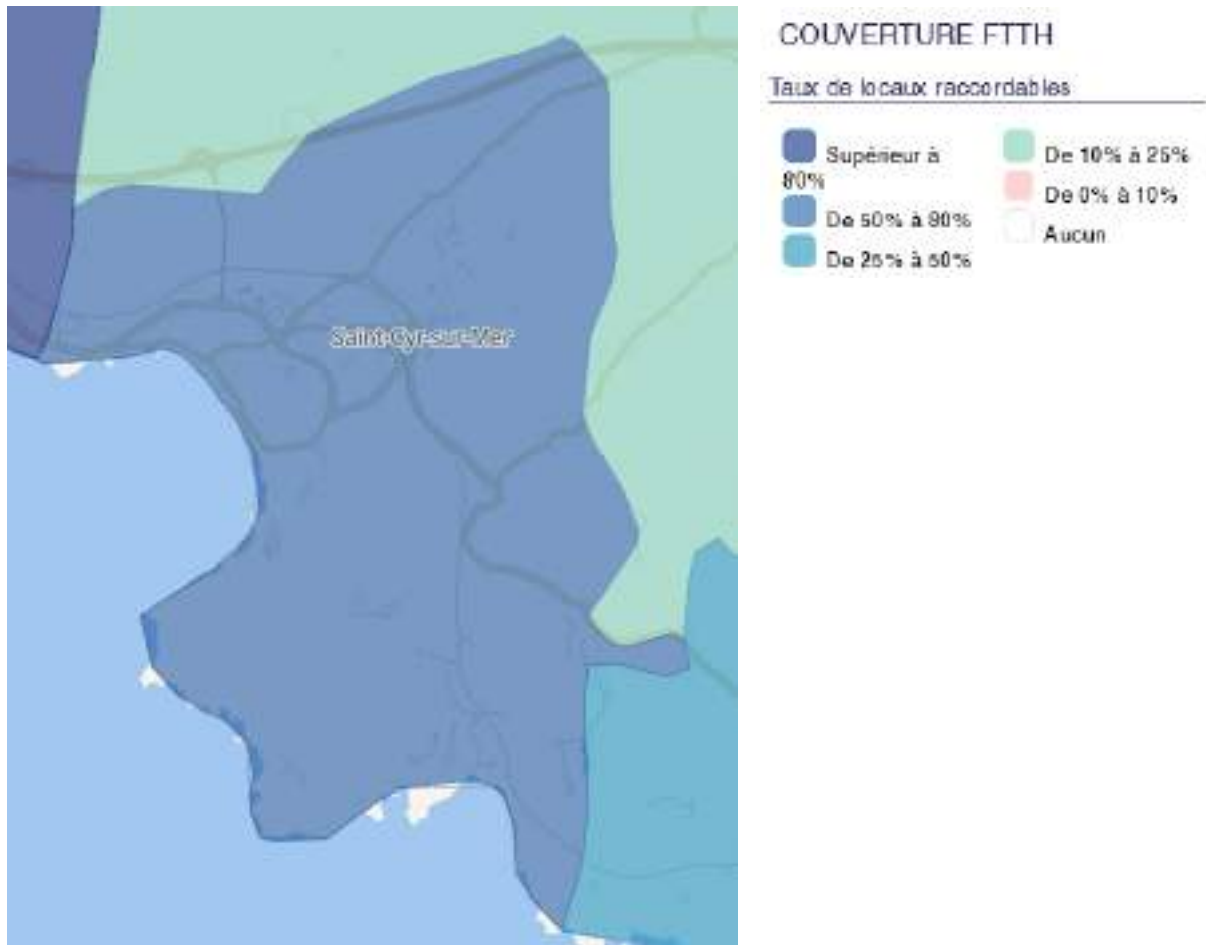 Saint-Cyr-sur-Mer
COUVERTURE FTTH
Taux de locaux raccordables
Supérieur à
80%
De 50% à 80%
De 25% à 50%
De 10% à 25%
De 0% à 10%
Aucun